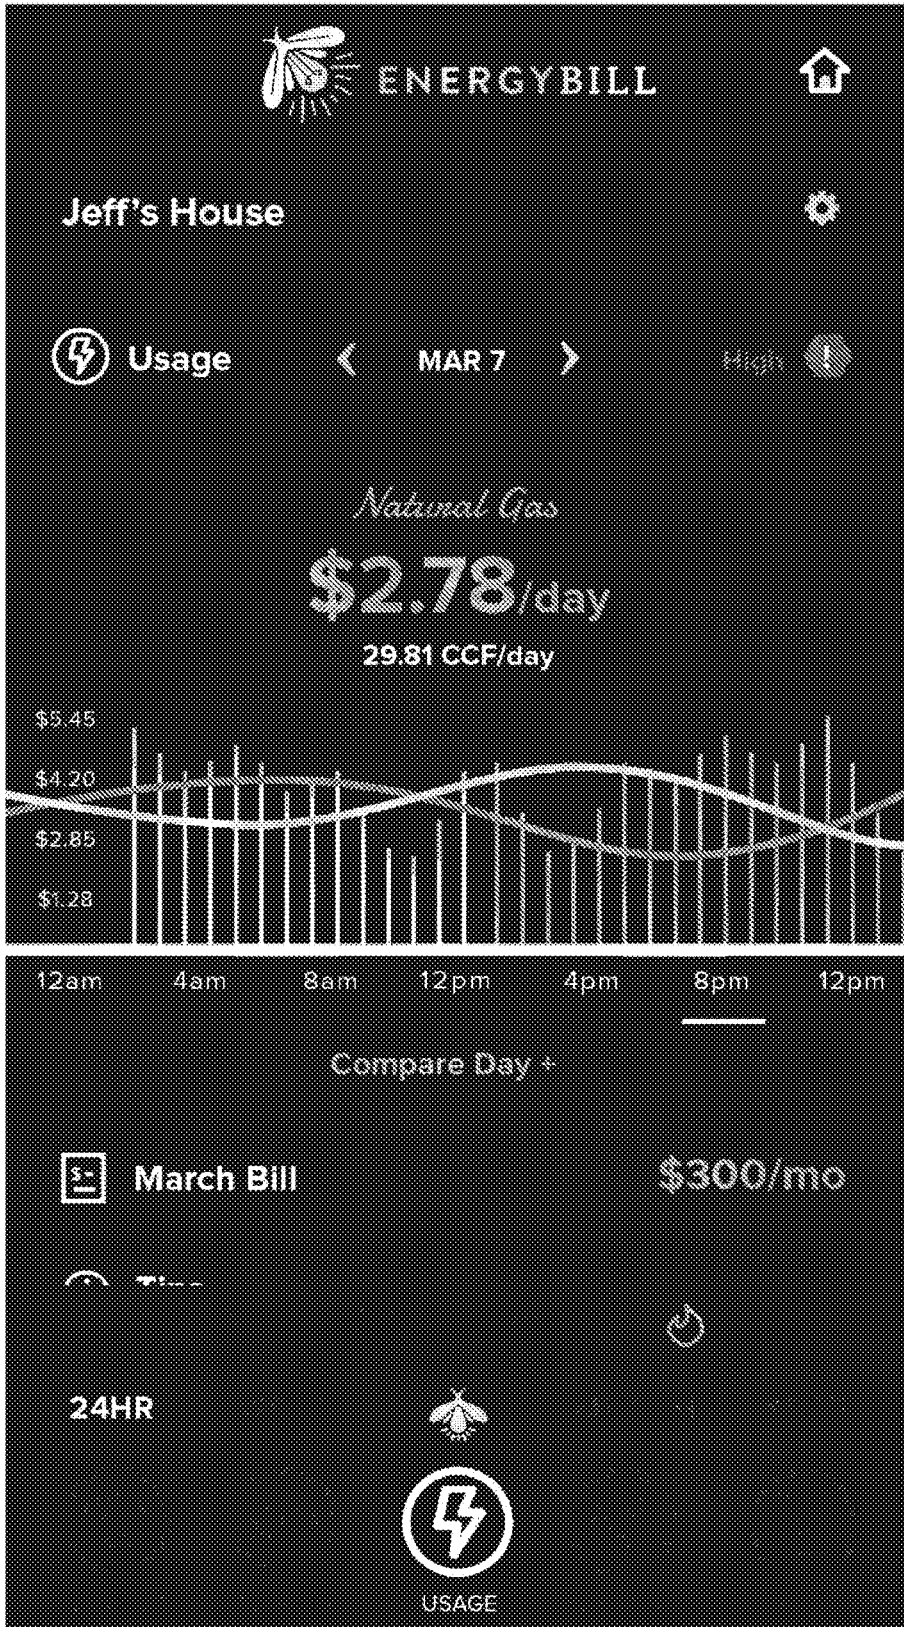 ENERGYBILL
Jeff's House
Usage
MAR 7
High !
Natural Gas
$2.78/day
29.81 CCF/day
$5.45
$4.20
$2.85
$1.28
12am 4am 8am 12pm 4pm 8pm 12pm
Compare Day +
March Bill $300/mo
24HR
USAGE